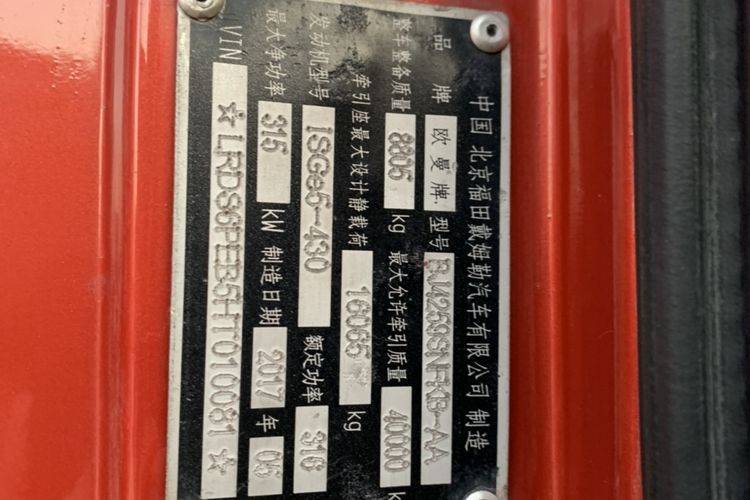 中国 北京福田戴姆勒汽车有限公司 制造
品 牌 欧曼牌 型号 BJ4259SNFKB-AA
整车整备质量 8805 kg 最大允许牵引质量 40000 k
牵引座最大设计静载荷 16065 kg
发动机型号 ISGe5-430 额定功率 316
最大净功率 315 kW 制造日期 2017 年 05
VIN ☆LRDS6PEB5HT010081☆